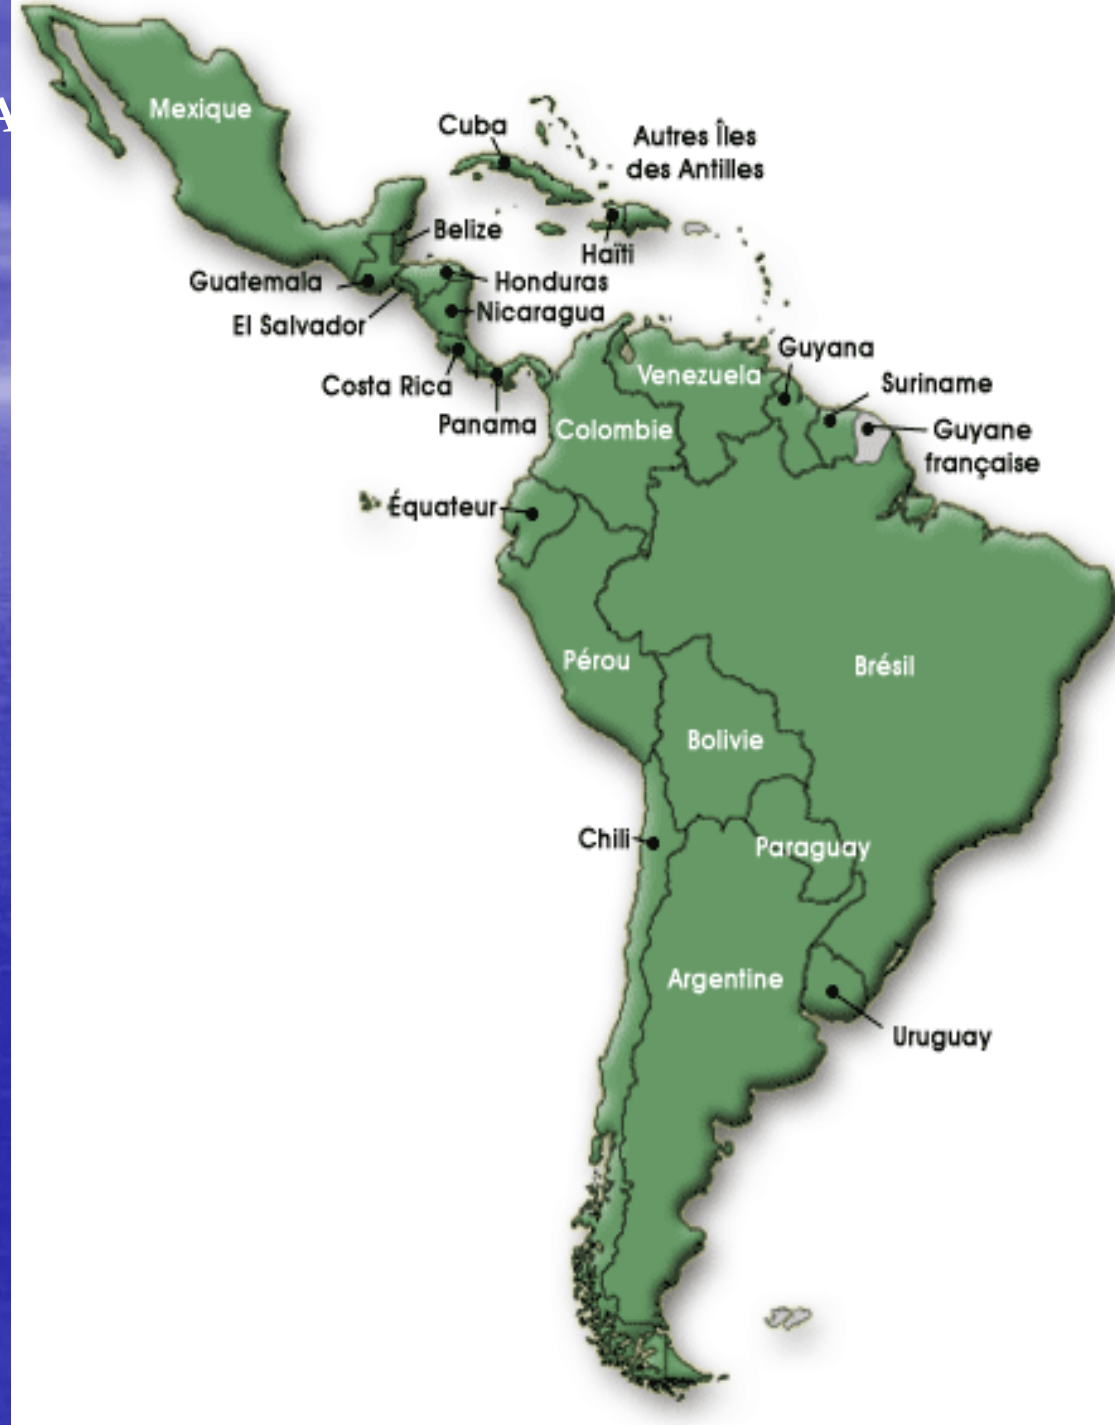 A
Mexique
Cuba
Autres Îles
des Antilles
Belize
Haïti
Guatemala
Honduras
El Salvador
Nicaragua
Costa Rica
Panama
Guyana
Venezuela
Suriname
Colombie
Guyane
française
Équateur
Pérou
Brésil
Bolivie
Chili
Paraguay
Argentine
Uruguay